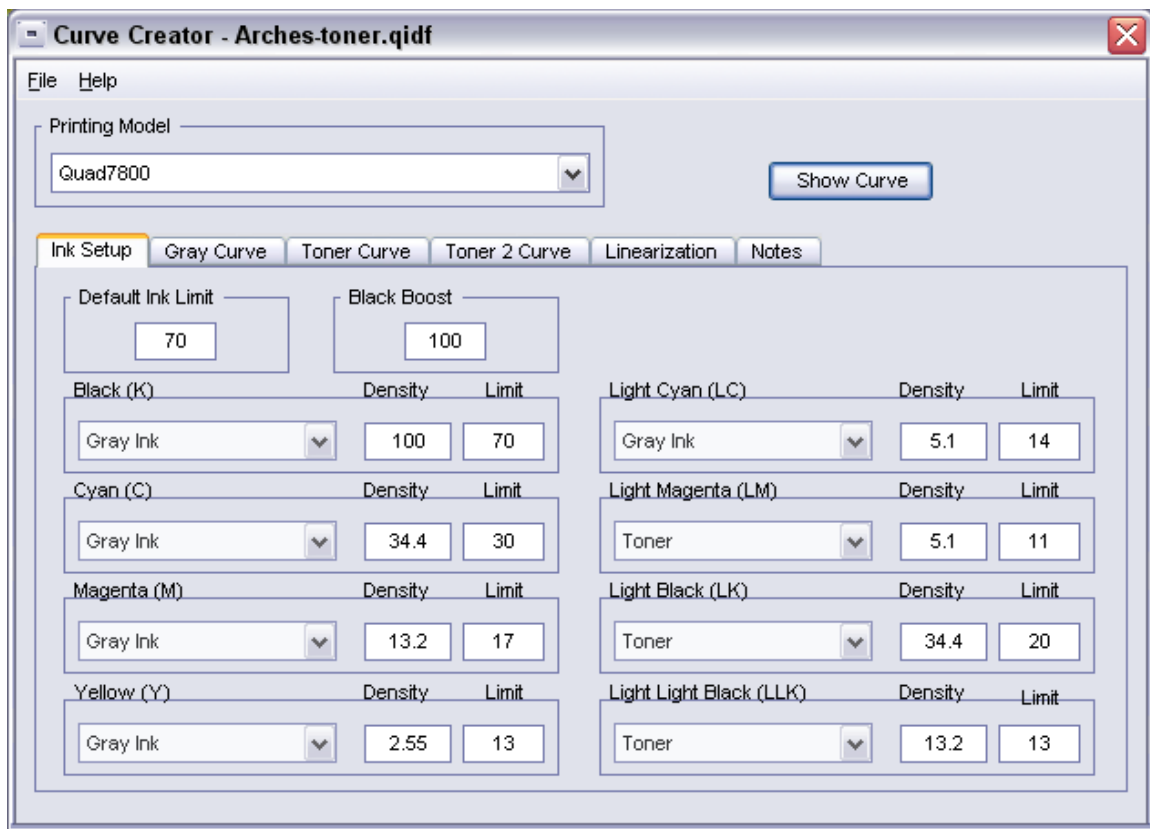 Curve Creator - Arches-toner.qidf
File Help
Printing Model
Quad7800
Show Curve
Ink Setup Gray Curve Toner Curve Toner 2 Curve Linearization Notes
Default Ink Limit Black Boost
70 100
Black (K) Density Limit Light Cyan (LC) Density Limit
Gray Ink 100 70 Gray Ink 5.1 14
Cyan (C) Density Limit Light Magenta (LM) Density Limit
Gray Ink 34.4 30 Toner 5.1 11
Magenta (M) Density Limit Light Black (LK) Density Limit
Gray Ink 13.2 17 Toner 34.4 20
Yellow (Y) Density Limit Light Light Black (LLK) Density Limit
Gray Ink 2.55 13 Toner 13.2 13